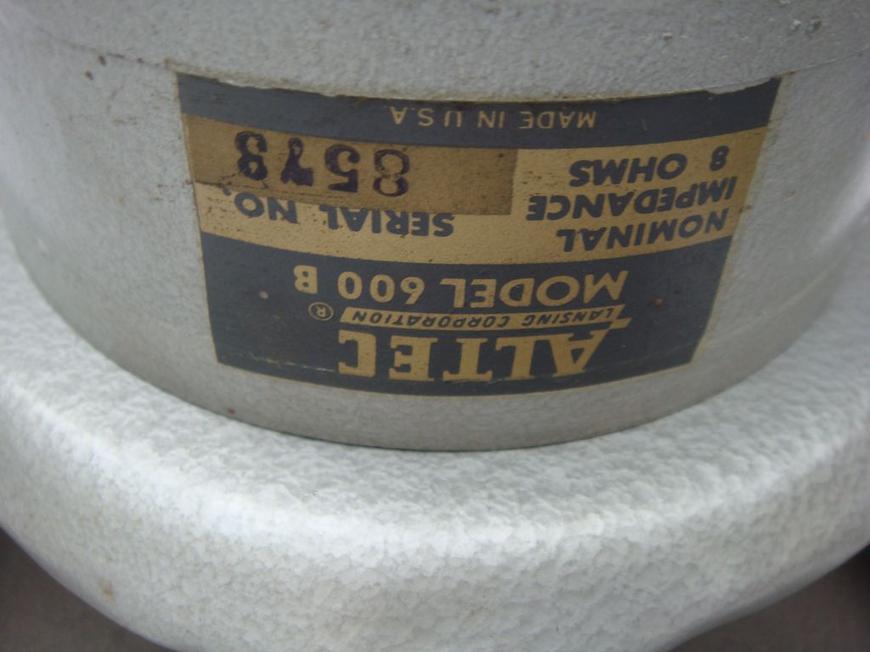 ALTEC
LANSING CORPORATION ®
MODEL 600 B
NOMINAL
IMPEDANCE
8 OHMS
SERIAL NO.
MADE IN U.S.A.